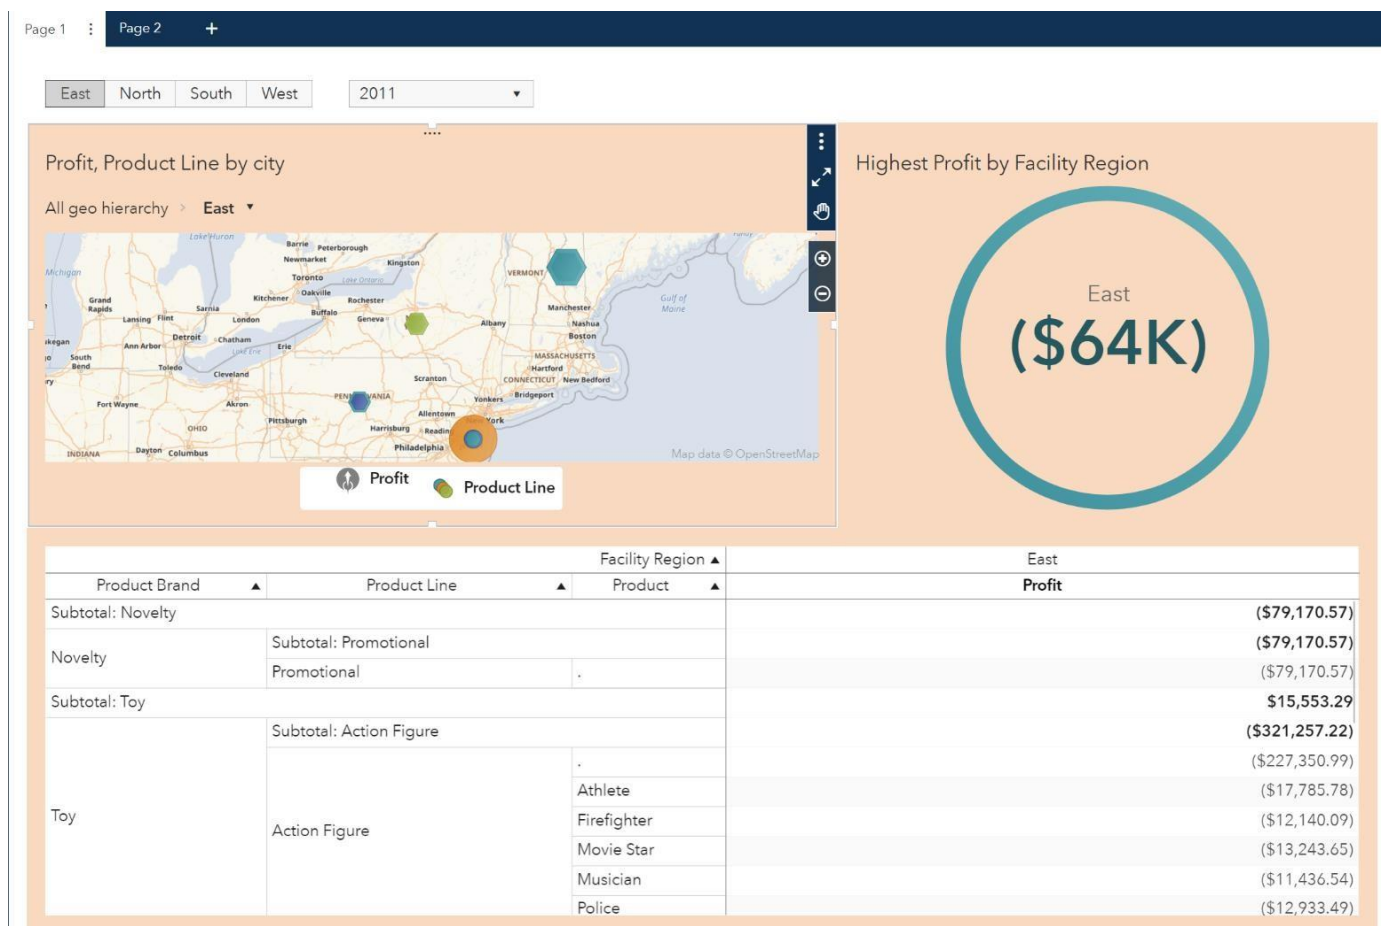 Page 1 Page 2 +
East North South West 2011
Profit, Product Line by city
Highest Profit by Facility Region
All geo hierarchy > East
Lake Huron
Barrie Peterborough
Newmarket Kingston
Michigan Toronto Lake Ontario VERMONT
Grand Rapids Sarnia Kitchener Oakville Rochester Manchester Gulf of Maine
Lansing Flint London Buffalo Geneva Albany Nashua
Ann Arbor Detroit Chatham Erie Boston
South Bend Toledo Lake Erie MASSACHUSETTS
Cleveland Scranton Hartford
CONNECTICUT New Bedford
Fort Wayne Akron Yonkers Bridgeport
OHIO Pittsburgh Allentown York
Harrisburg Reading
INDIANA Dayton Columbus Philadelphia Map data © OpenStreetMap
Profit Product Line
East
($64K)
Facility Region East
Product Brand Product Line Product Profit
Subtotal: Novelty ($79,170.57)
Novelty Subtotal: Promotional ($79,170.57)
Promotional . ($79,170.57)
Subtotal: Toy $15,553.29
Toy Subtotal: Action Figure ($321,257.22)
Action Figure . ($227,350.99)
Athlete ($17,785.78)
Firefighter ($12,140.09)
Movie Star ($13,243.65)
Musician ($11,436.54)
Police ($12,933.49)